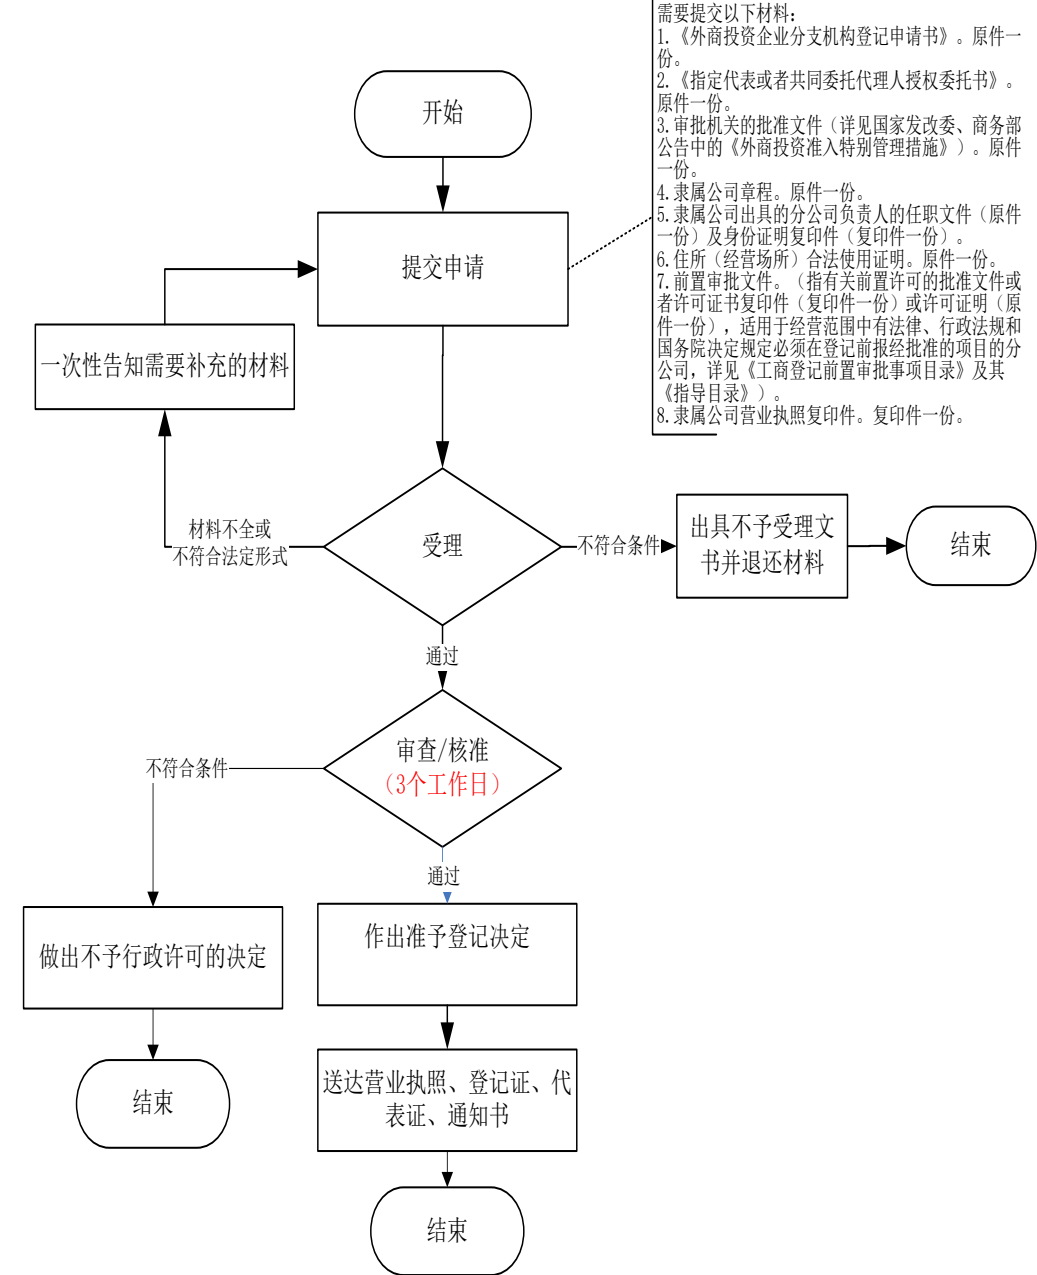 需要提交以下材料：
1.《外商投资企业分支机构登记申请书》。原件一
份。
2.《指定代表或者共同委托代理人授权委托书》。
原件一份。
3.审批机关的批准文件（详见国家发改委、商务部
公告中的《外商投资准入特别管理措施》）。原件
一份。
4.隶属公司章程。原件一份。
5.隶属公司出具的分公司负责人的任职文件（原件
一份）及身份证明复印件（复印件一份）。
6.住所（经营场所）合法使用证明。原件一份。
7.前置审批文件。（指有关前置许可的批准文件或
者许可证书复印件（复印件一份）或许可证明（原
件一份），适用于经营范围中有法律、行政法规和
国务院决定规定必须在登记前报经批准的项目的分
公司，详见《工商登记前置审批事项目录》及其
《指导目录》）。
8.隶属公司营业执照复印件。复印件一份。
开始
提交申请
一次性告知需要补充的材料
材料不全或
不符合法定形式
受理
不符合条件
出具不予受理文
书并退还材料
结束
通过
审查/核准
（3个工作日）
不符合条件
通过
做出不予行政许可的决定
作出准予登记决定
送达营业执照、登记证、代
表证、通知书
结束
结束